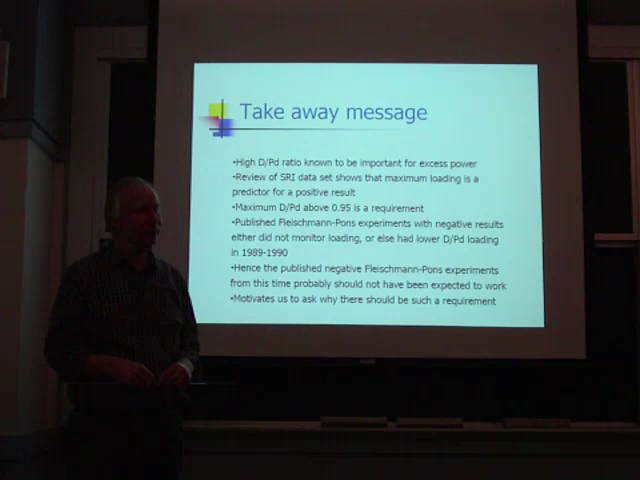 Take away message
•High D/Pd ratio known to be important for excess power
•Review of SRI data set shows that maximum loading is a
predictor for a positive result
•Maximum D/Pd above 0.95 is a requirement
•Published Fleischmann-Pons experiments with negative results
either did not monitor loading, or else had lower D/Pd loading
in 1989-1990
•Hence the published negative Fleischmann-Pons experiments
from this time probably should not have been expected to work
•Motivates us to ask why there should be such a requirement